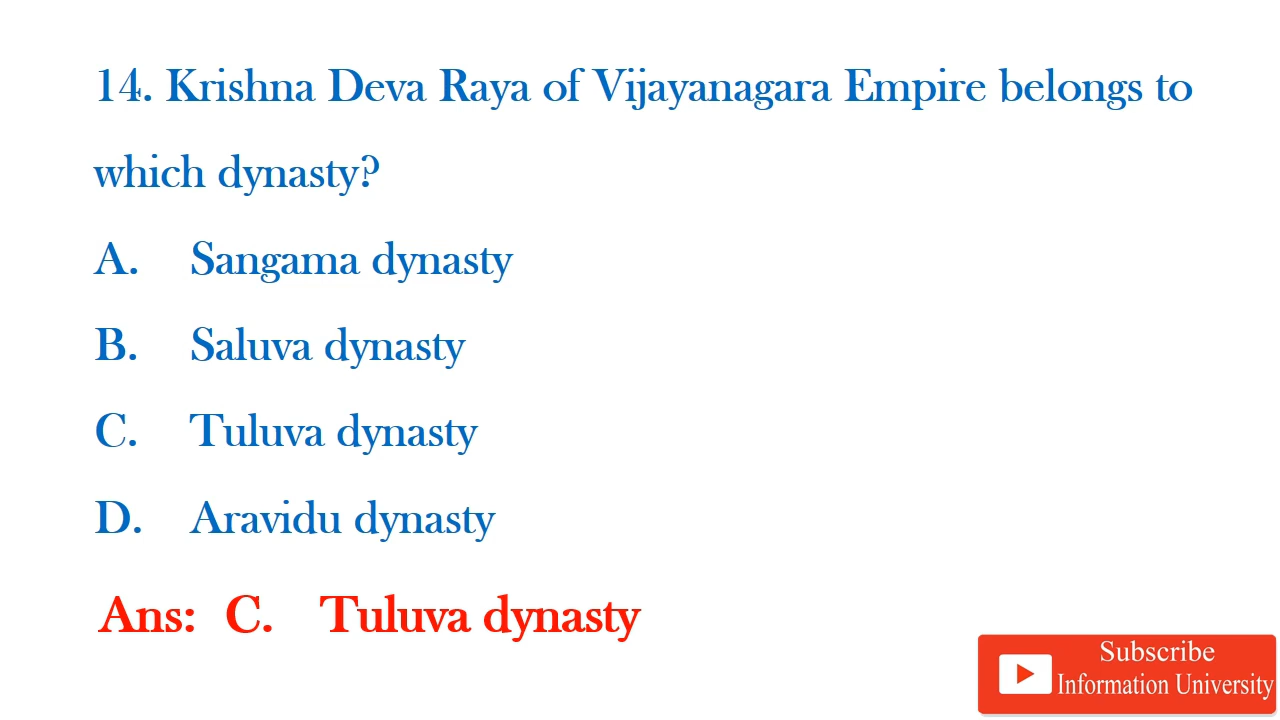 14. Krishna Deva Raya of Vijayanagara Empire belongs to
which dynasty?
A. Sangama dynasty
B. Saluva dynasty
C. Tuluva dynasty
D. Aravidu dynasty
Ans: C. Tuluva dynasty
Subscribe
Information University